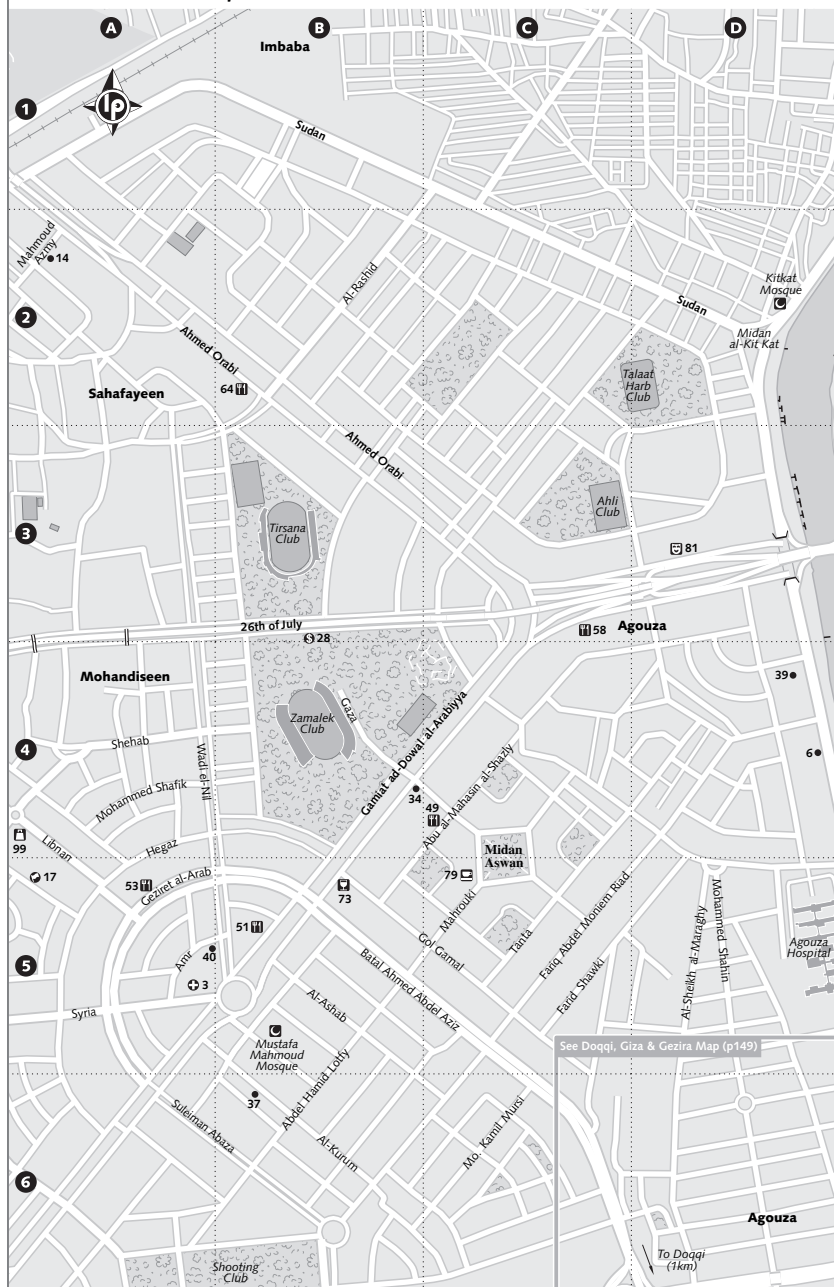 A
B
C
D
Imbaba
1
lp
Sudan
Mahmoud
Azmy
14
Al-Rashid
Kitkat
Mosque
2
Sudan
Midan
al-Kit Kat
Ahmed Orabi
Talaat
Harb
Club
Sahafayeen
64
Ahmed Orabi
3
Ahli
Club
Tirsana
Club
81
26th of July
28
58
Agouza
Mohandiseen
39
Gaza
Zamalek
Club
Shehab
4
Wadi el-Nil
Gamiat ad-Dowal al-Arabiyya
6
Mohammed Shafik
34
49
Abu al-Mahasin al-Shazly
99
Libnan
Hegaz
Midan
Aswan
17
53
Geziret al-Arab
73
79
Mahrouki
Tanta
Fariq Abdel Moniem Riad
Mohammed Shahin
Al-Sheikh al-Maraghy
51
Gol Gamal
Agouza
Hospital
5
Amr
40
3
Batal Ahmed Abdel Aziz
Farid Shawki
Syria
Al-Ashab
Mustafa
Mahmoud
Mosque
See Doqqi, Giza & Gezira Map (p149)
Abdel Hamid Lotfy
37
Suleiman Abaza
Al-Kurum
Mo. Kamil Mursi
6
Agouza
To Doqqi
(1km)
Shooting
Club